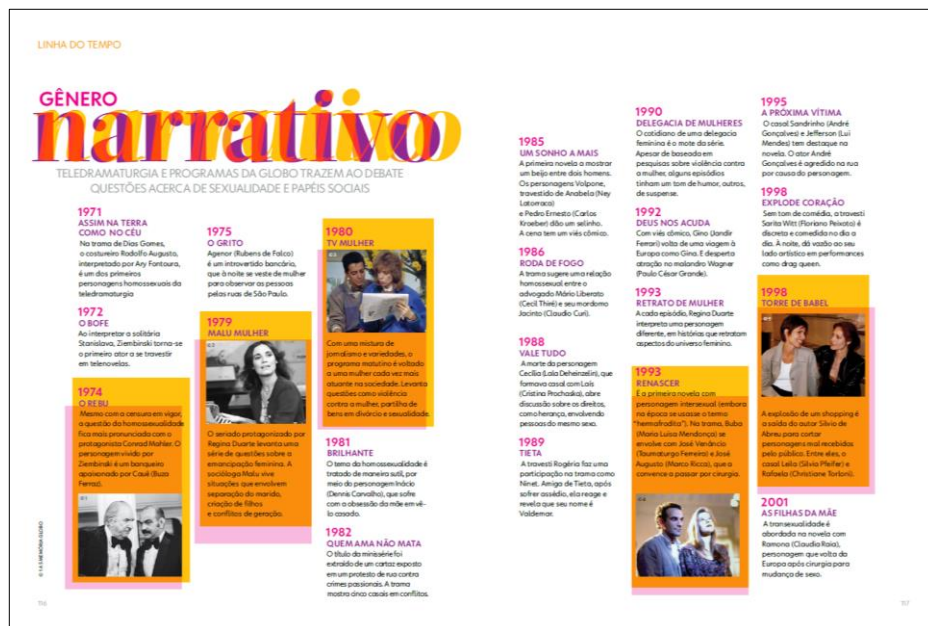 LINHA DO TEMPO
GÊNERO
narrativo
TELEDRAMATURGIA E PROGRAMAS DA GLOBO TRAZEM AO DEBATE
QUESTÕES ACERCA DE SEXUALIDADE E PAPÉIS SOCIAIS
1971
ASSIM NA TERRA
COMO NO CÉU
Na trama de Dias Gomes,
o costureiro Rodolfo Augusto,
interpretado por Ary Fontoura,
é um dos primeiros
personagens homossexuais da
teledramaturgia
1972
O BOFE
Ao interpretar a solitária
Stanislava, Ziembinski torna-se
o primeiro ator a se travestir
em telenovelas.
1974
O REBU
Mesmo com a censura em vigor,
a questão da homossexualidade
fica mais pronunciada com o
protagonista Conrad Mahler. O
personagem vivido por
Ziembinski é um banqueiro
apaixonado por Cauê (Buza
Ferraz).
1975
O GRITO
Agenor (Rubens de Falco)
é um introvertido bancário,
que à noite se veste de mulher
para observar as pessoas
pelas ruas de São Paulo.
1979
MALU MULHER
O seriado protagonizado por
Regina Duarte levanta uma
série de questões sobre a
emancipação feminina. A
socióloga Malu vive
situações que envolvem
separação do marido,
criação de filhos
e conflitos de geração.
1980
TV MULHER
Com uma mistura de
jornalismo e variedades, o
programa matutino é voltado
a uma mulher cada vez mais
atuante na sociedade. Levanta
questões como violência
contra a mulher, partilha de
bens em divórcio e sexualidade.
1981
BRILHANTE
O tema da homossexualidade é
tratado de maneira sutil, por
meio do personagem Inácio
(Dennis Carvalho), que sofre
com a obsessão da mãe em vê-
lo casado.
1982
QUEM AMA NÃO MATA
O título da minissérie foi
extraído de um cartaz exposto
em um protesto de rua contra
crimes passionais. A trama
mostra cinco casais em conflitos.
1985
UM SONHO A MAIS
A primeira novela a mostrar
um beijo entre dois homens.
Os personagens Volpone,
travestido de Anabela (Ney
Latorraca)
e Pedro Ernesto (Carlos
Kroeber) dão um selinho.
A cena tem um viés cômico.
1986
RODA DE FOGO
A trama sugere uma relação
homossexual entre o
advogado Mário Liberato
(Cecil Thiré) e seu mordomo
Jacinto (Claudio Curi).
1988
VALE TUDO
A morte da personagem
Cecília (Lala Deheinzelin), que
formava casal com Laís
(Cristina Prochaska), abre
discussão sobre os direitos,
como herança, envolvendo
pessoas do mesmo sexo.
1989
TIETA
A travesti Rogéria faz uma
participação na trama como
Ninet. Amiga de Tieta, após
sofrer assédio, ela reage e
revela que seu nome é
Valdemar.
1990
DELEGACIA DE MULHERES
O cotidiano de uma delegacia
feminina é o mote da série.
Apesar de baseada em
pesquisas sobre violência contra
a mulher, alguns episódios
tinham um tom de humor, outros,
de suspense.
1992
DEUS NOS ACUDA
Com viés cômico, Gino (Jandir
Ferrari) volta de uma viagem à
Europa como Gina. E desperta
atração no malandro Wagner
(Paulo César Grande).
1993
RETRATO DE MULHER
A cada episódio, Regina Duarte
interpreta uma personagem
diferente, em histórias que retratam
aspectos do universo feminino.
1993
RENASCER
É a primeira novela com
personagem intersexual (embora
na época se usasse o termo
"hermafrodita"). Na trama, Buba
(Maria Luisa Mendonça) se
envolve com José Venâncio
(Taumaturgo Ferreira) e José
Augusto (Marco Ricca), que a
convence a passar por cirurgia.
1995
A PRÓXIMA VÍTIMA
O casal Sandrinho (André
Gonçalves) e Jefferson (Lui
Mendes) tem destaque na
novela. O ator André
Gonçalves é agredido na rua
por causa do personagem.
1998
EXPLODE CORAÇÃO
Sem tom de comédia, a travesti
Sarita Witt (Floriano Peixoto) é
discreta e comedida no dia a
dia. À noite, dá vazão ao seu
lado artístico em performances
como drag queen.
1998
TORRE DE BABEL
A explosão de um shopping é
a saída do autor Silvio de
Abreu para cortar
personagens mal recebidos
pelo público. Entre eles, o
casal Leila (Silvia Pfeifer) e
Rafaela (Christiane Torloni).
2001
AS FILHAS DA MÃE
A transexualidade é
abordada na novela com
Ramona (Claudia Raia),
personagem que volta da
Europa após cirurgia para
mudança de sexo.
116
117